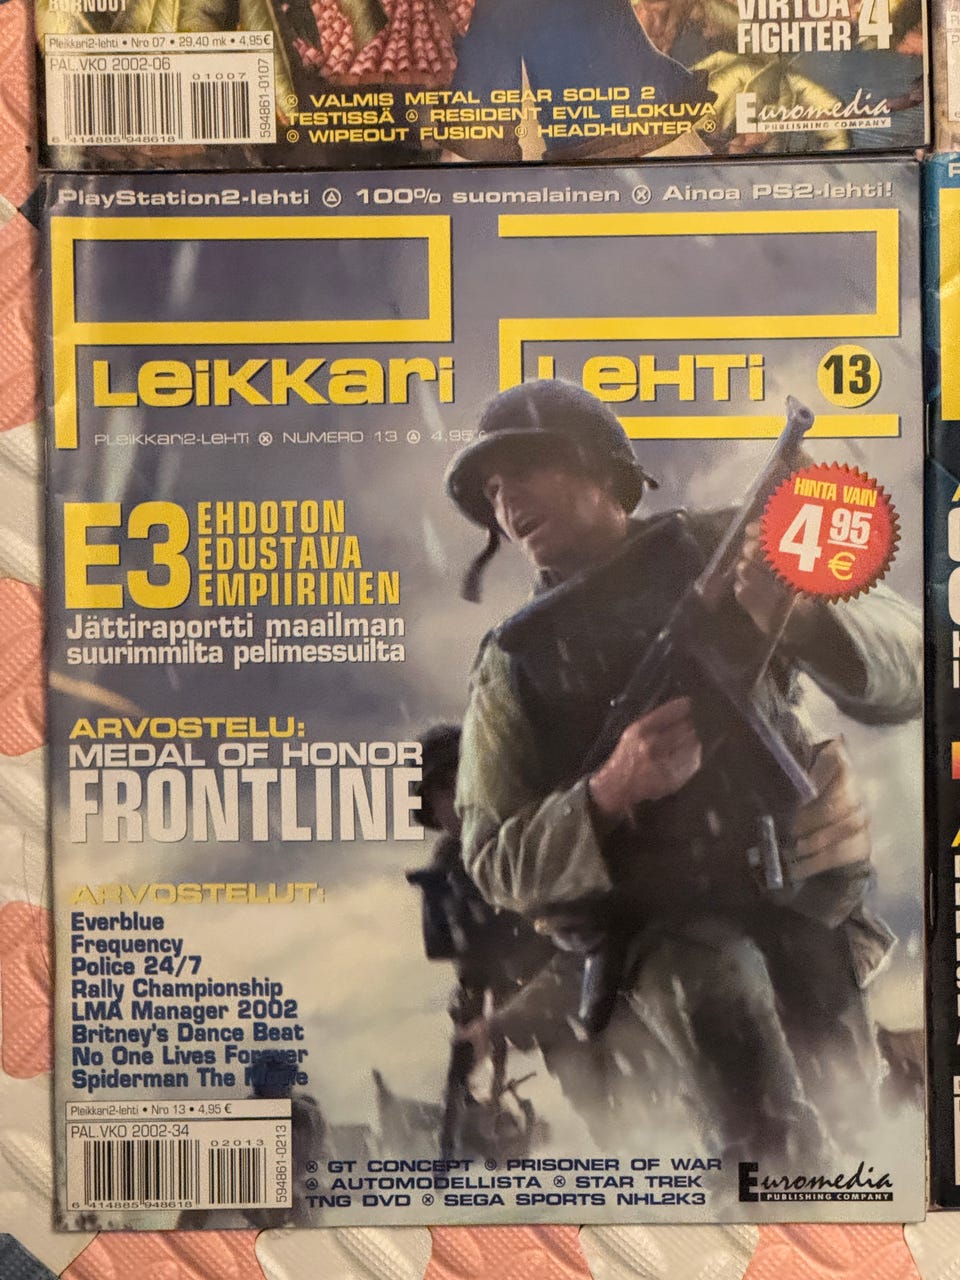 BURNOUT
VIRTUA
FIGHTER 4
Pleikkari2-lehti • Nro 07 • 29.40 mk • 4,95€
PAL.VKO 2002-06
01007
594861-0107
6 414885 948618
VALMIS METAL GEAR SOLID 2
TESTISSÄ RESIDENT EVIL ELOKUVA
WIPEOUT FUSION HEADHUNTER
Euromedia
PUBLISHING COMPANY
PlayStation2-lehti 100% suomalainen Ainoa PS2-lehti!
PLeiKKari LeHTi 13
PLeiKKari2-LeHTi NUMERO 13 4,95 €
HINTA VAIN
4 95
€
E3 EHDOTON
EDUSTAVA
EMPIIRINEN
Jättiraportti maailman
suurimmilta pelimessuilta
ARVOSTELU:
MEDAL OF HONOR
FRONTLINE
ARVOSTELUT:
Everblue
Frequency
Police 24/7
Rally Championship
LMA Manager 2002
Britney's Dance Beat
No One Lives Forever
Spiderman The Movie
Pleikkari2-lehti • Nro 13 • 4,95 €
PAL.VKO 2002-34
02013
594861-0213
6 414885 948618
GT CONCEPT PRISONER OF WAR
AUTOMODELLISTA STAR TREK
TNG DVD SEGA SPORTS NHL2K3
Euromedia
PUBLISHING COMPANY